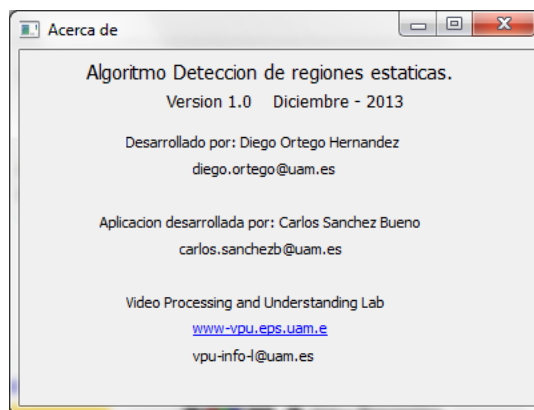 Acerca de
Algoritmo Deteccion de regiones estaticas.
Version 1.0 Diciembre - 2013
Desarrollado por: Diego Ortego Hernandez
diego.ortego@uam.es
Aplicacion desarrollada por: Carlos Sanchez Bueno
carlos.sanchezb@uam.es
Video Processing and Understanding Lab
www-vpu.eps.uam.e
vpu-info-l@uam.es